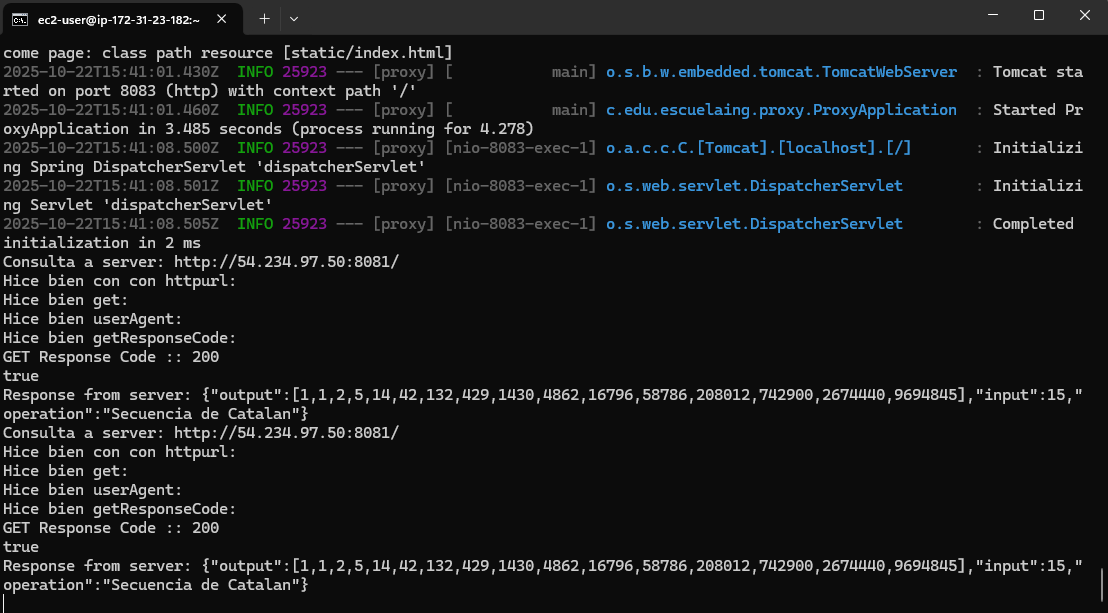 ec2-user@ip-172-31-23-182:~
come page: class path resource [static/index.html]
2025-10-22T15:41:01.430Z  INFO 25923 --- [proxy] [           main] o.s.b.w.embedded.tomcat.TomcatWebServer  : Tomcat sta
rted on port 8083 (http) with context path '/'
2025-10-22T15:41:01.460Z  INFO 25923 --- [proxy] [           main] c.edu.escuelaing.proxy.ProxyApplication  : Started Pr
oxyApplication in 3.485 seconds (process running for 4.278)
2025-10-22T15:41:08.500Z  INFO 25923 --- [proxy] [nio-8083-exec-1] o.a.c.c.C.[Tomcat].[localhost].[/]       : Initializi
ng Spring DispatcherServlet 'dispatcherServlet'
2025-10-22T15:41:08.501Z  INFO 25923 --- [proxy] [nio-8083-exec-1] o.s.web.servlet.DispatcherServlet        : Initializi
ng Servlet 'dispatcherServlet'
2025-10-22T15:41:08.505Z  INFO 25923 --- [proxy] [nio-8083-exec-1] o.s.web.servlet.DispatcherServlet        : Completed
initialization in 2 ms
Consulta a server: http://54.234.97.50:8081/
Hice bien con con httpurl:
Hice bien get:
Hice bien userAgent:
Hice bien getResponseCode:
GET Response Code :: 200
true
Response from server: {"output":[1,1,2,5,14,42,132,429,1430,4862,16796,58786,208012,742900,2674440,9694845],"input":15,"
operation":"Secuencia de Catalan"}
Consulta a server: http://54.234.97.50:8081/
Hice bien con con httpurl:
Hice bien get:
Hice bien userAgent:
Hice bien getResponseCode:
GET Response Code :: 200
true
Response from server: {"output":[1,1,2,5,14,42,132,429,1430,4862,16796,58786,208012,742900,2674440,9694845],"input":15,"
operation":"Secuencia de Catalan"}